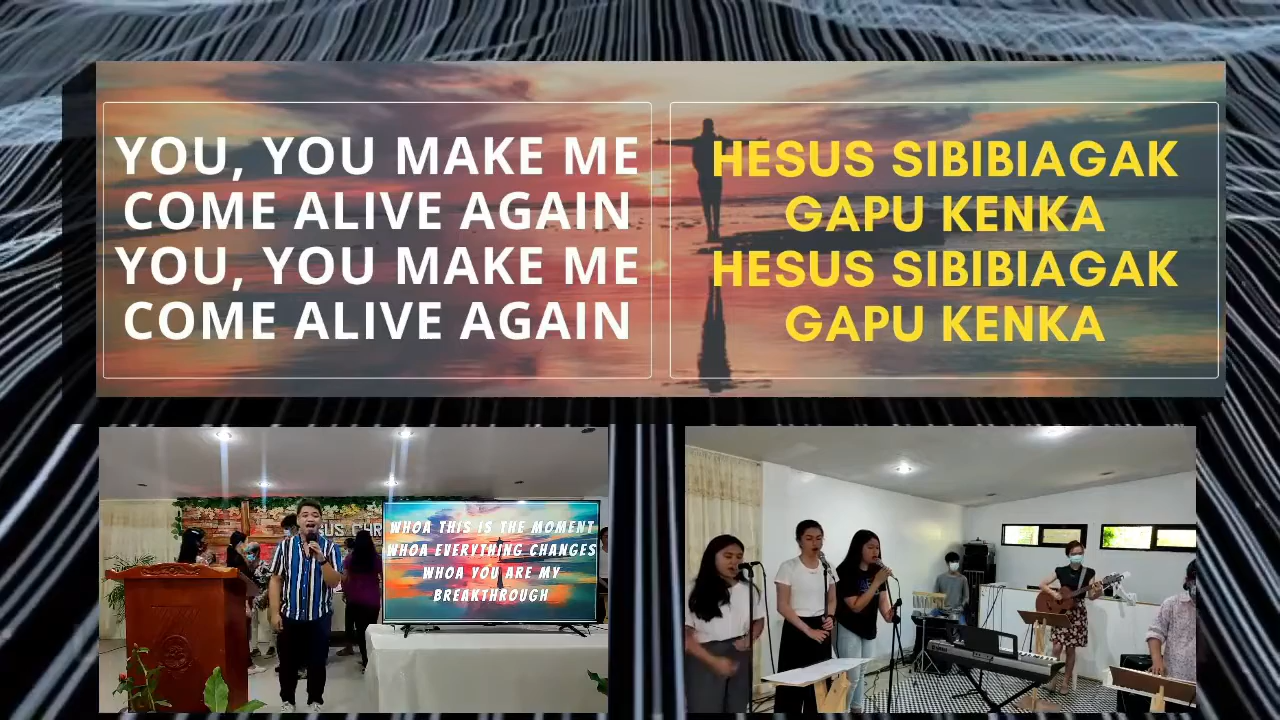 YOU, YOU MAKE ME
COME ALIVE AGAIN
YOU, YOU MAKE ME
COME ALIVE AGAIN
HESUS SIBIBIAGAK
GAPU KENKA
HESUS SIBIBIAGAK
GAPU KENKA
WHOA THIS IS THE MOMENT
WHOA EVERYTHING CHANGES
WHOA YOU ARE MY
BREAKTHROUGH